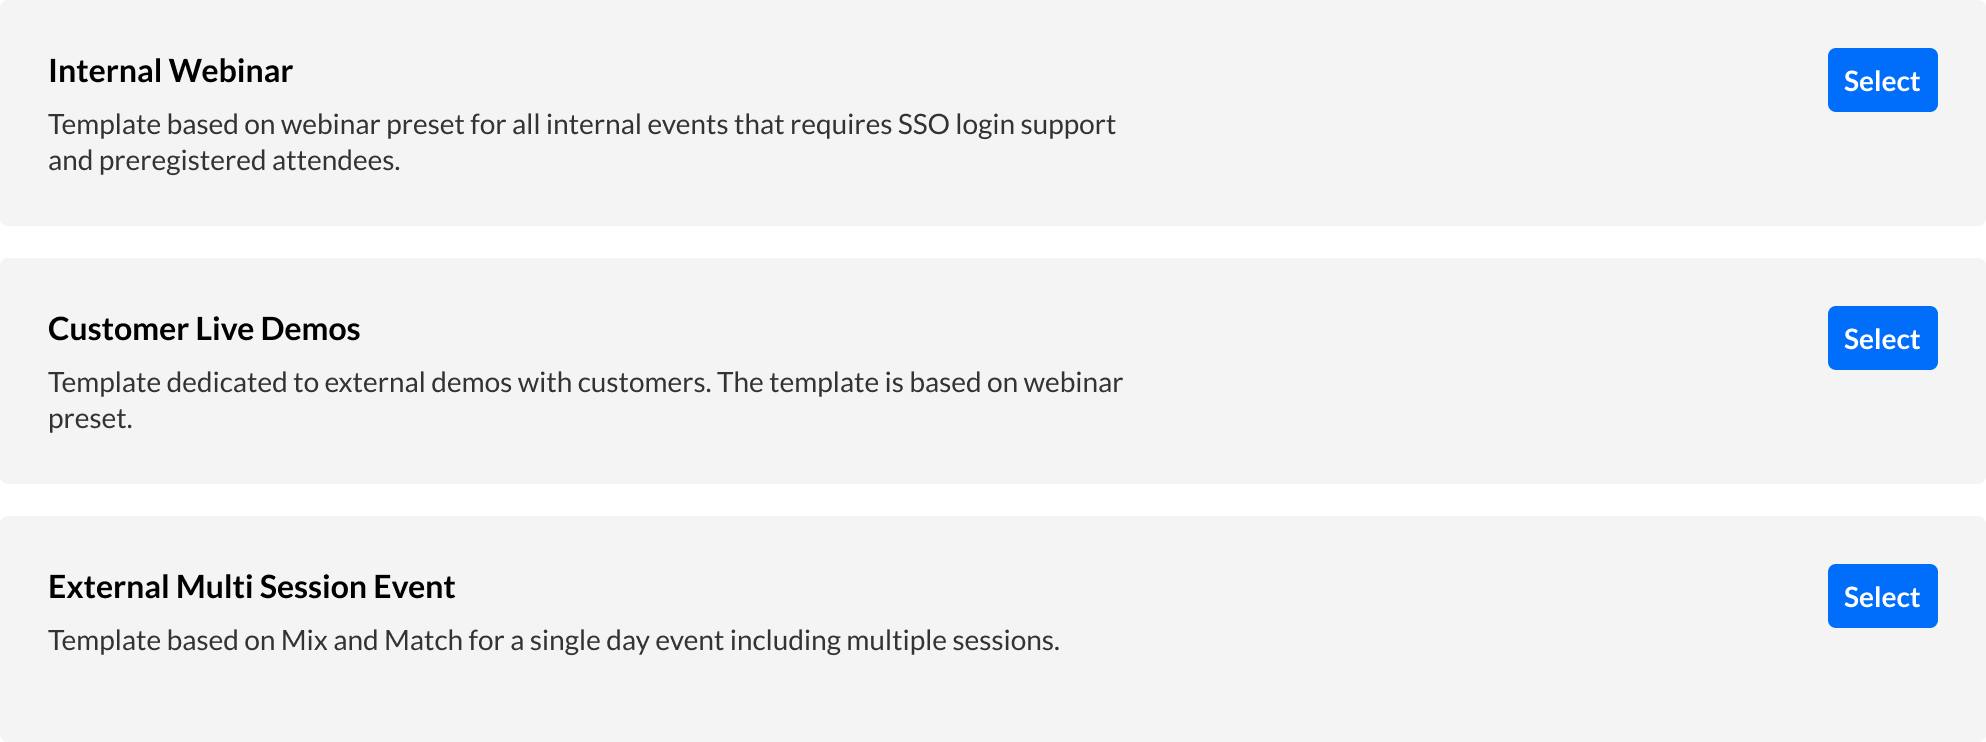 Internal Webinar
Select
Template based on webinar preset for all internal events that requires SSO login support
and preregistered attendees.
Customer Live Demos
Select
Template dedicated to external demos with customers. The template is based on webinar
preset.
External Multi Session Event
Select
Template based on Mix and Match for a single day event including multiple sessions.